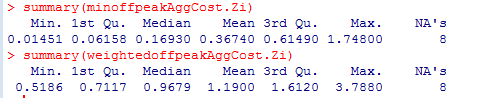 > summary(minoffpeakAggCost.Zi)
Min. 1st Qu. Median Mean 3rd Qu. Max. NA's
0.01451 0.06158 0.16930 0.36740 0.61490 1.74800 8
> summary(weightedoffpeakAggCost.Zi)
Min. 1st Qu. Median Mean 3rd Qu. Max. NA's
0.5186 0.7117 0.9679 1.1900 1.6120 3.7880 8